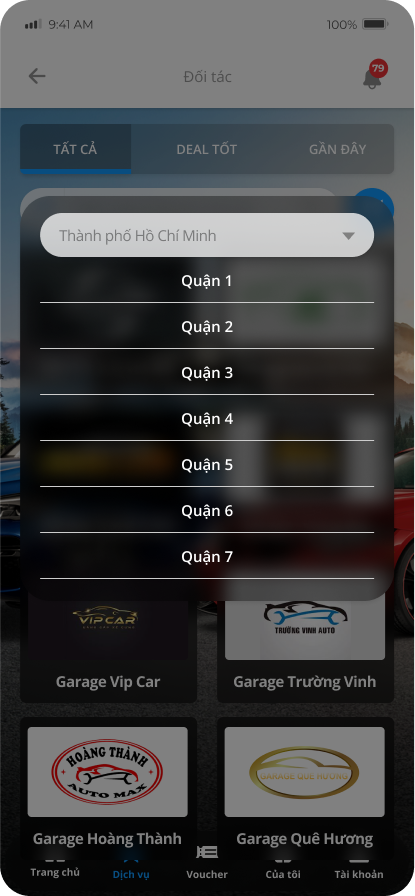 9:41 AM
100%
Đối tác
79
TẤT CẢ
DEAL TỐT
GẦN ĐÂY
Thành phố Hồ Chí Minh
Quận 1
Quận 2
Quận 3
Quận 4
Quận 5
Quận 6
Quận 7
VIPCAR
TRƯỜNG VINH AUTO
Garage Vip Car
Garage Trường Vinh
HOÀNG THÀNH
AUTO MAX
GARAGE QUÊ HƯƠNG
Garage Hoàng Thành
Garage Quê Hương
Trang chủ
Dịch vụ
Voucher
Của tôi
Tài khoản